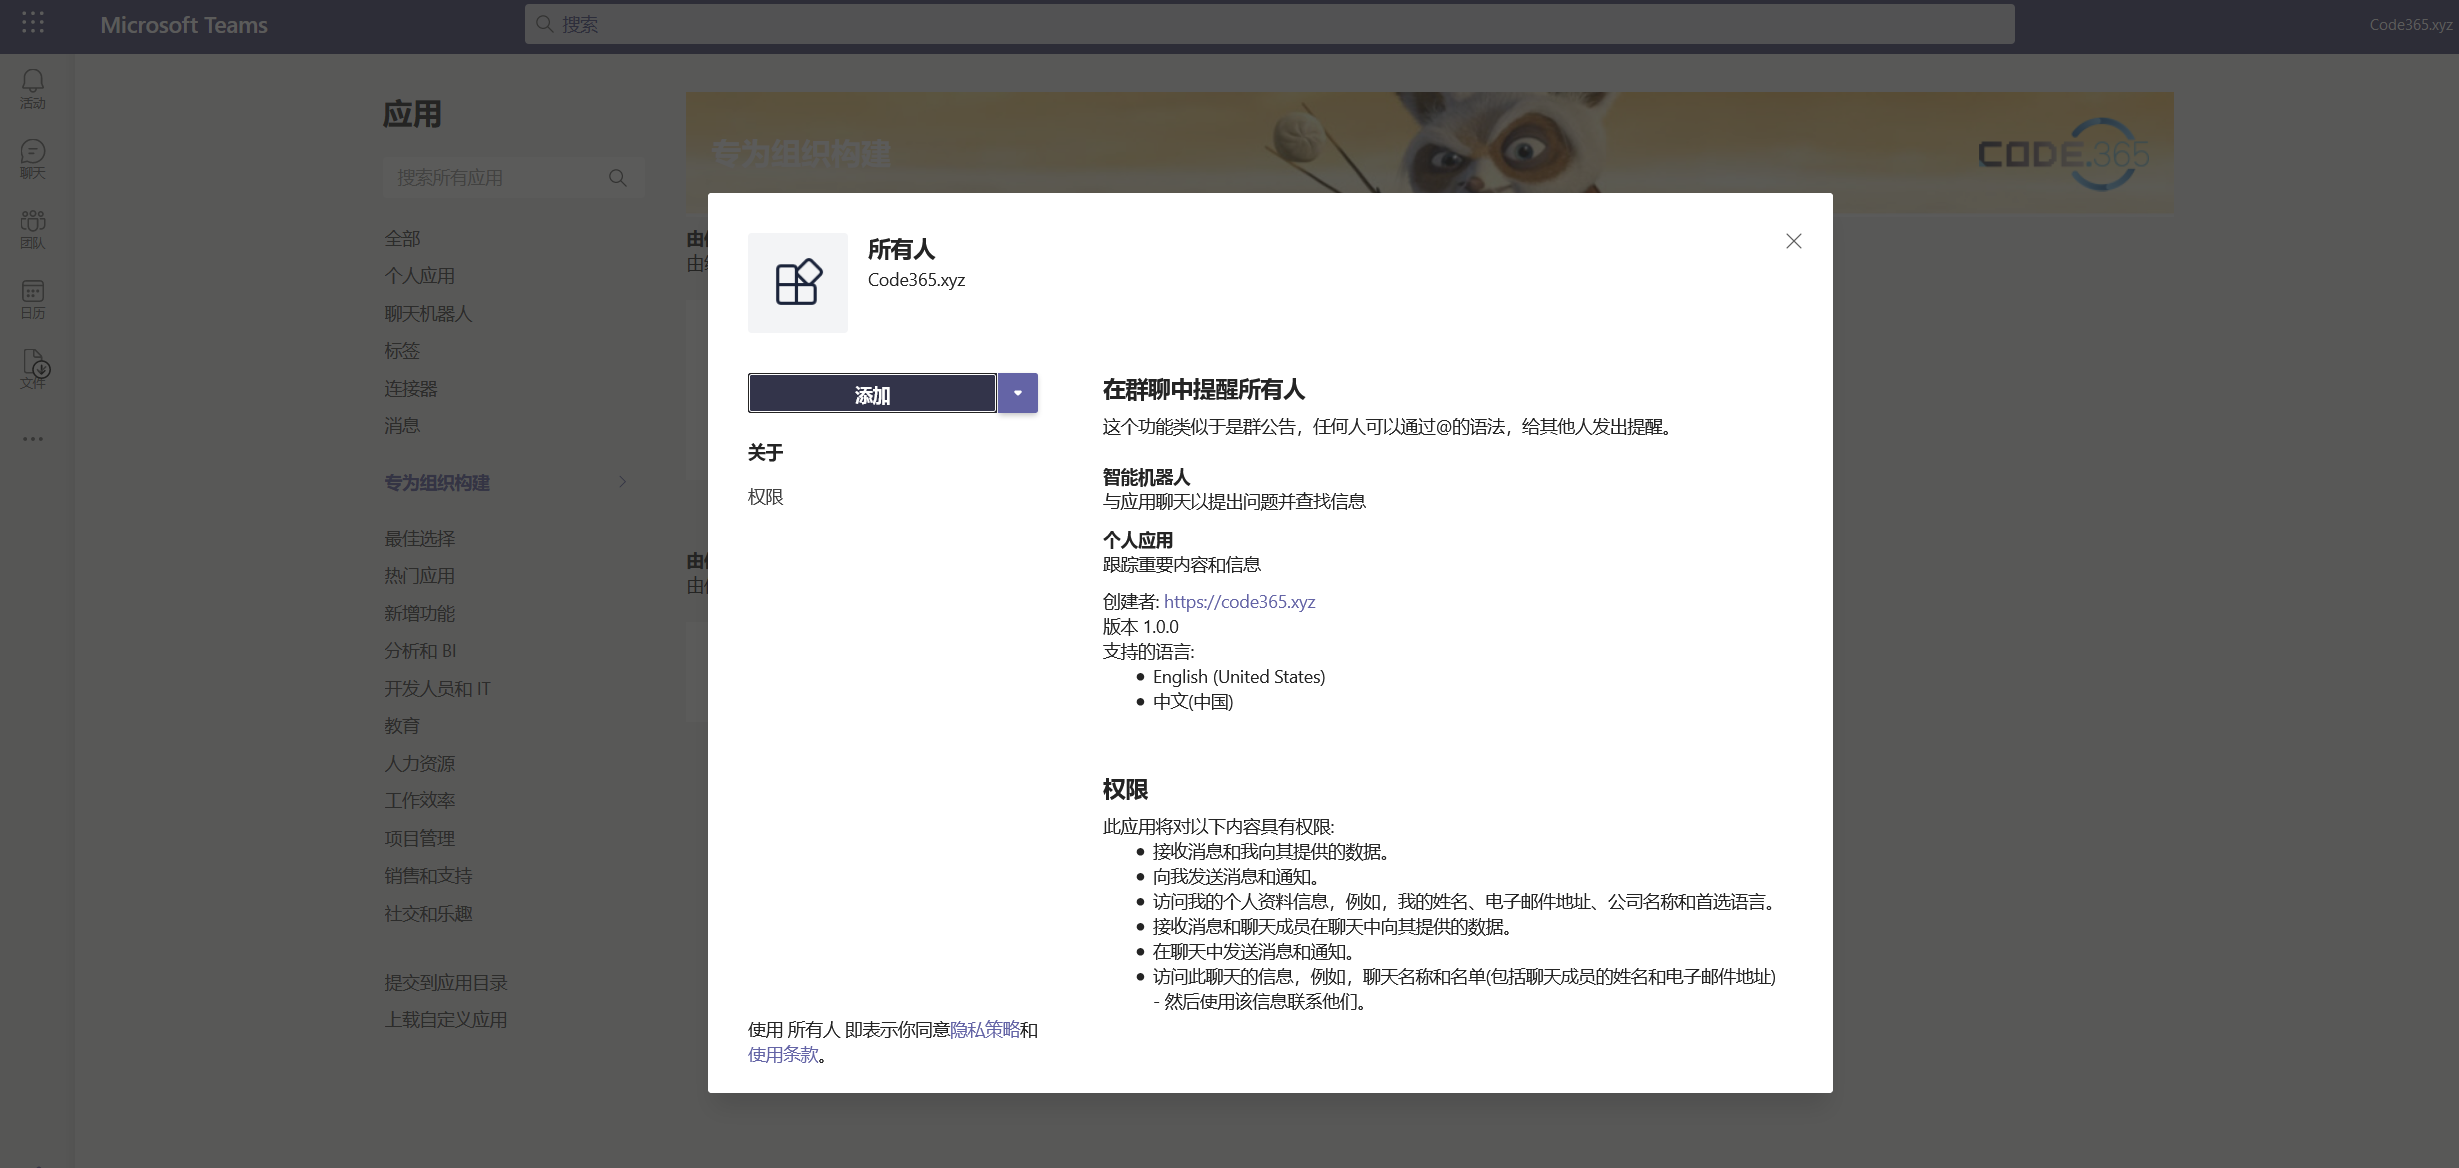 Microsoft Teams
搜索
Code365.xyz
活动
聊天
团队
日历
文件
应用
搜索所有应用
全部
个人应用
聊天机器人
标签
连接器
消息
专为组织构建
最佳选择
热门应用
新增功能
分析和 BI
开发人员和 IT
教育
人力资源
工作效率
项目管理
销售和支持
社交和乐趣
提交到应用目录
上载自定义应用
专为组织构建
CODE.365
所有人
Code365.xyz
添加
关于
权限
在群聊中提醒所有人
这个功能类似于是群公告，任何人可以通过@的语法，给其他人发出提醒。
智能机器人
与应用聊天以提出问题并查找信息
个人应用
跟踪重要内容和信息
创建者: https://code365.xyz
版本 1.0.0
支持的语言:
English (United States)
中文(中国)
权限
此应用将对以下内容具有权限:
接收消息和我向其提供的数据。
向我发送消息和通知。
访问我的个人资料信息，例如，我的姓名、电子邮件地址、公司名称和首选语言。
接收消息和聊天成员在聊天中向其提供的数据。
在聊天中发送消息和通知。
访问此聊天的信息，例如，聊天名称和名单(包括聊天成员的姓名和电子邮件地址)
- 然后使用该信息联系他们。
使用 所有人 即表示你同意隐私策略和
使用条款。